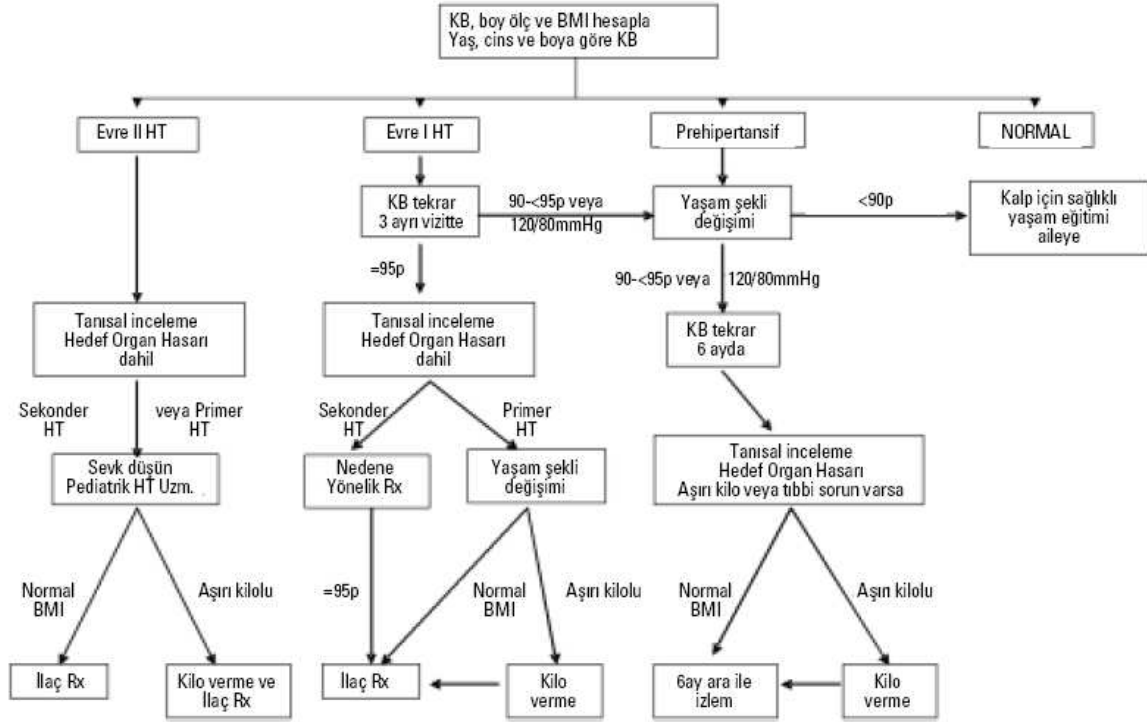 KB, boy ölç ve BMI hesapla
Yaş, cins ve boya göre KB
Evre II HT
Evre I HT
Prehipertansif
NORMAL
KB tekrar
3 ayrı vizitte
90-<95p veya
120/80mmHg
Yaşam şekli
değişimi
<90p
Kalp için sağlıklı
yaşam eğitimi
aileye
=95p
90-<95p veya
120/80mmHg
Tanısal inceleme
Hedef Organ Hasarı
dahil
Tanısal inceleme
Hedef Organ Hasarı
dahil
KB tekrar
6 ayda
Sekonder
HT
veya Primer
HT
Sekonder
HT
Primer
HT
Sevk düşün
Pediatrik HT Uzm.
Nedene
Yönelik Rx
Yaşam şekli
değişimi
Tanısal inceleme
Hedef Organ Hasarı
Aşırı kilo veya tıbbi sorun varsa
Normal
BMI
Aşırı kilolu
=95p
Normal
BMI
Aşırı kilolu
Normal
BMI
Aşırı kilolu
İlaç Rx
Kilo verme ve
İlaç Rx
İlaç Rx
Kilo
verme
6ay ara ile
izlem
Kilo
verme